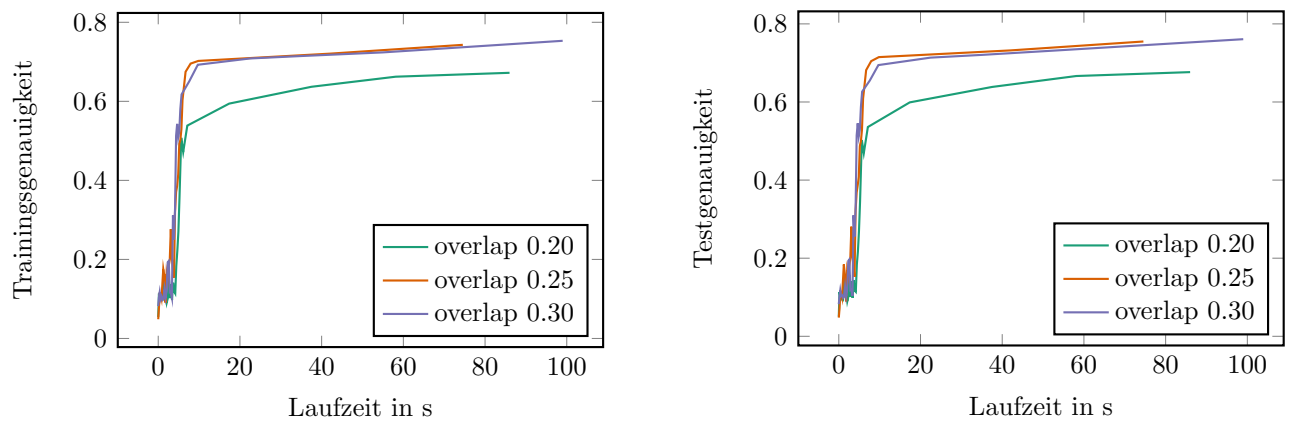 0.8
0.6
0.4
0.2
0
Trainingsgenauigkeit
overlap 0.20
overlap 0.25
overlap 0.30
0 20 40 60 80 100
Laufzeit in s
0.8
0.6
0.4
0.2
0
Testgenauigkeit
overlap 0.20
overlap 0.25
overlap 0.30
0 20 40 60 80 100
Laufzeit in s